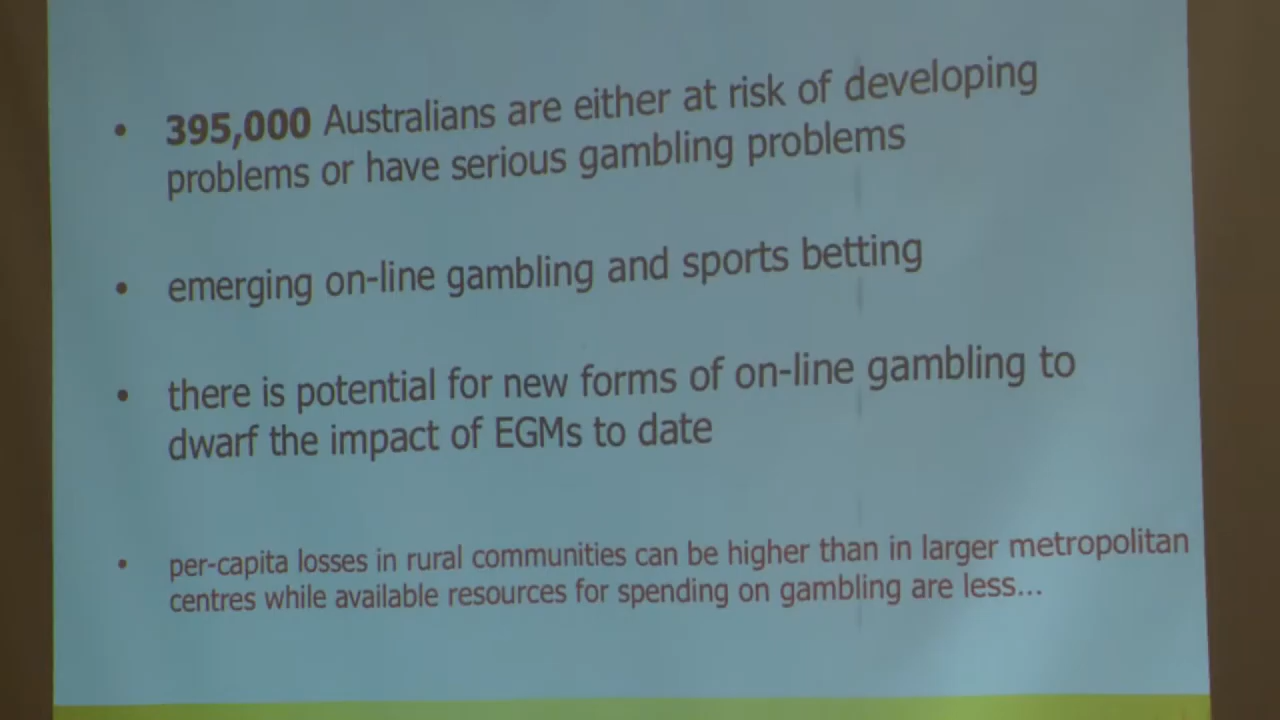 • 395,000 Australians are either at risk of developing
problems or have serious gambling problems
• emerging on-line gambling and sports betting
• there is potential for new forms of on-line gambling to
dwarf the impact of EGMs to date
• per-capita losses in rural communities can be higher than in larger metropolitan
centres while available resources for spending on gambling are less...